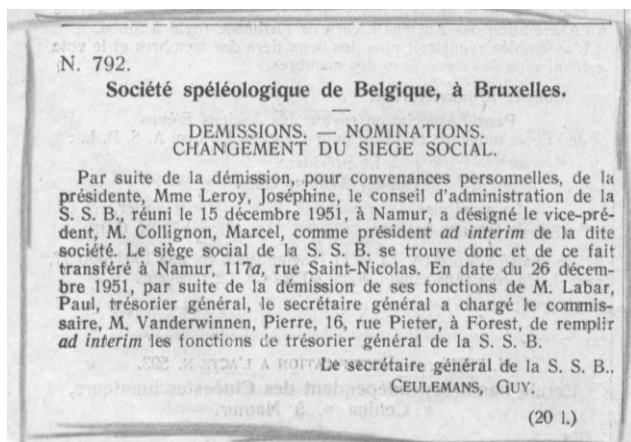 N. 792.
Société spéléologique de Belgique, à Bruxelles.
DEMISSIONS. — NOMINATIONS.
CHANGEMENT DU SIEGE SOCIAL.
Par suite de la démission, pour convenances personnelles, de la
présidente, Mme Leroy, Joséphine, le conseil d'administration de la
S. S. B., réuni le 15 décembre 1951, à Namur, a désigné le vice-pré-
dent, M. Collignon, Marcel, comme président ad interim de la dite
société. Le siège social de la S. S. B. se trouve donc et de ce fait
transféré à Namur, 117a, rue Saint-Nicolas. En date du 26 décem-
bre 1951, par suite de la démission de ses fonctions de M. Labar,
Paul, trésorier général, le secrétaire général a chargé le commis-
saire, M. Vanderwinnen, Pierre, 16, rue Pieter, à Forest, de remplir
ad interim les fonctions de trésorier général de la S. S. B.
Le secrétaire général de la S. S. B..
CEULEMANS, GUY.
(20 l.)